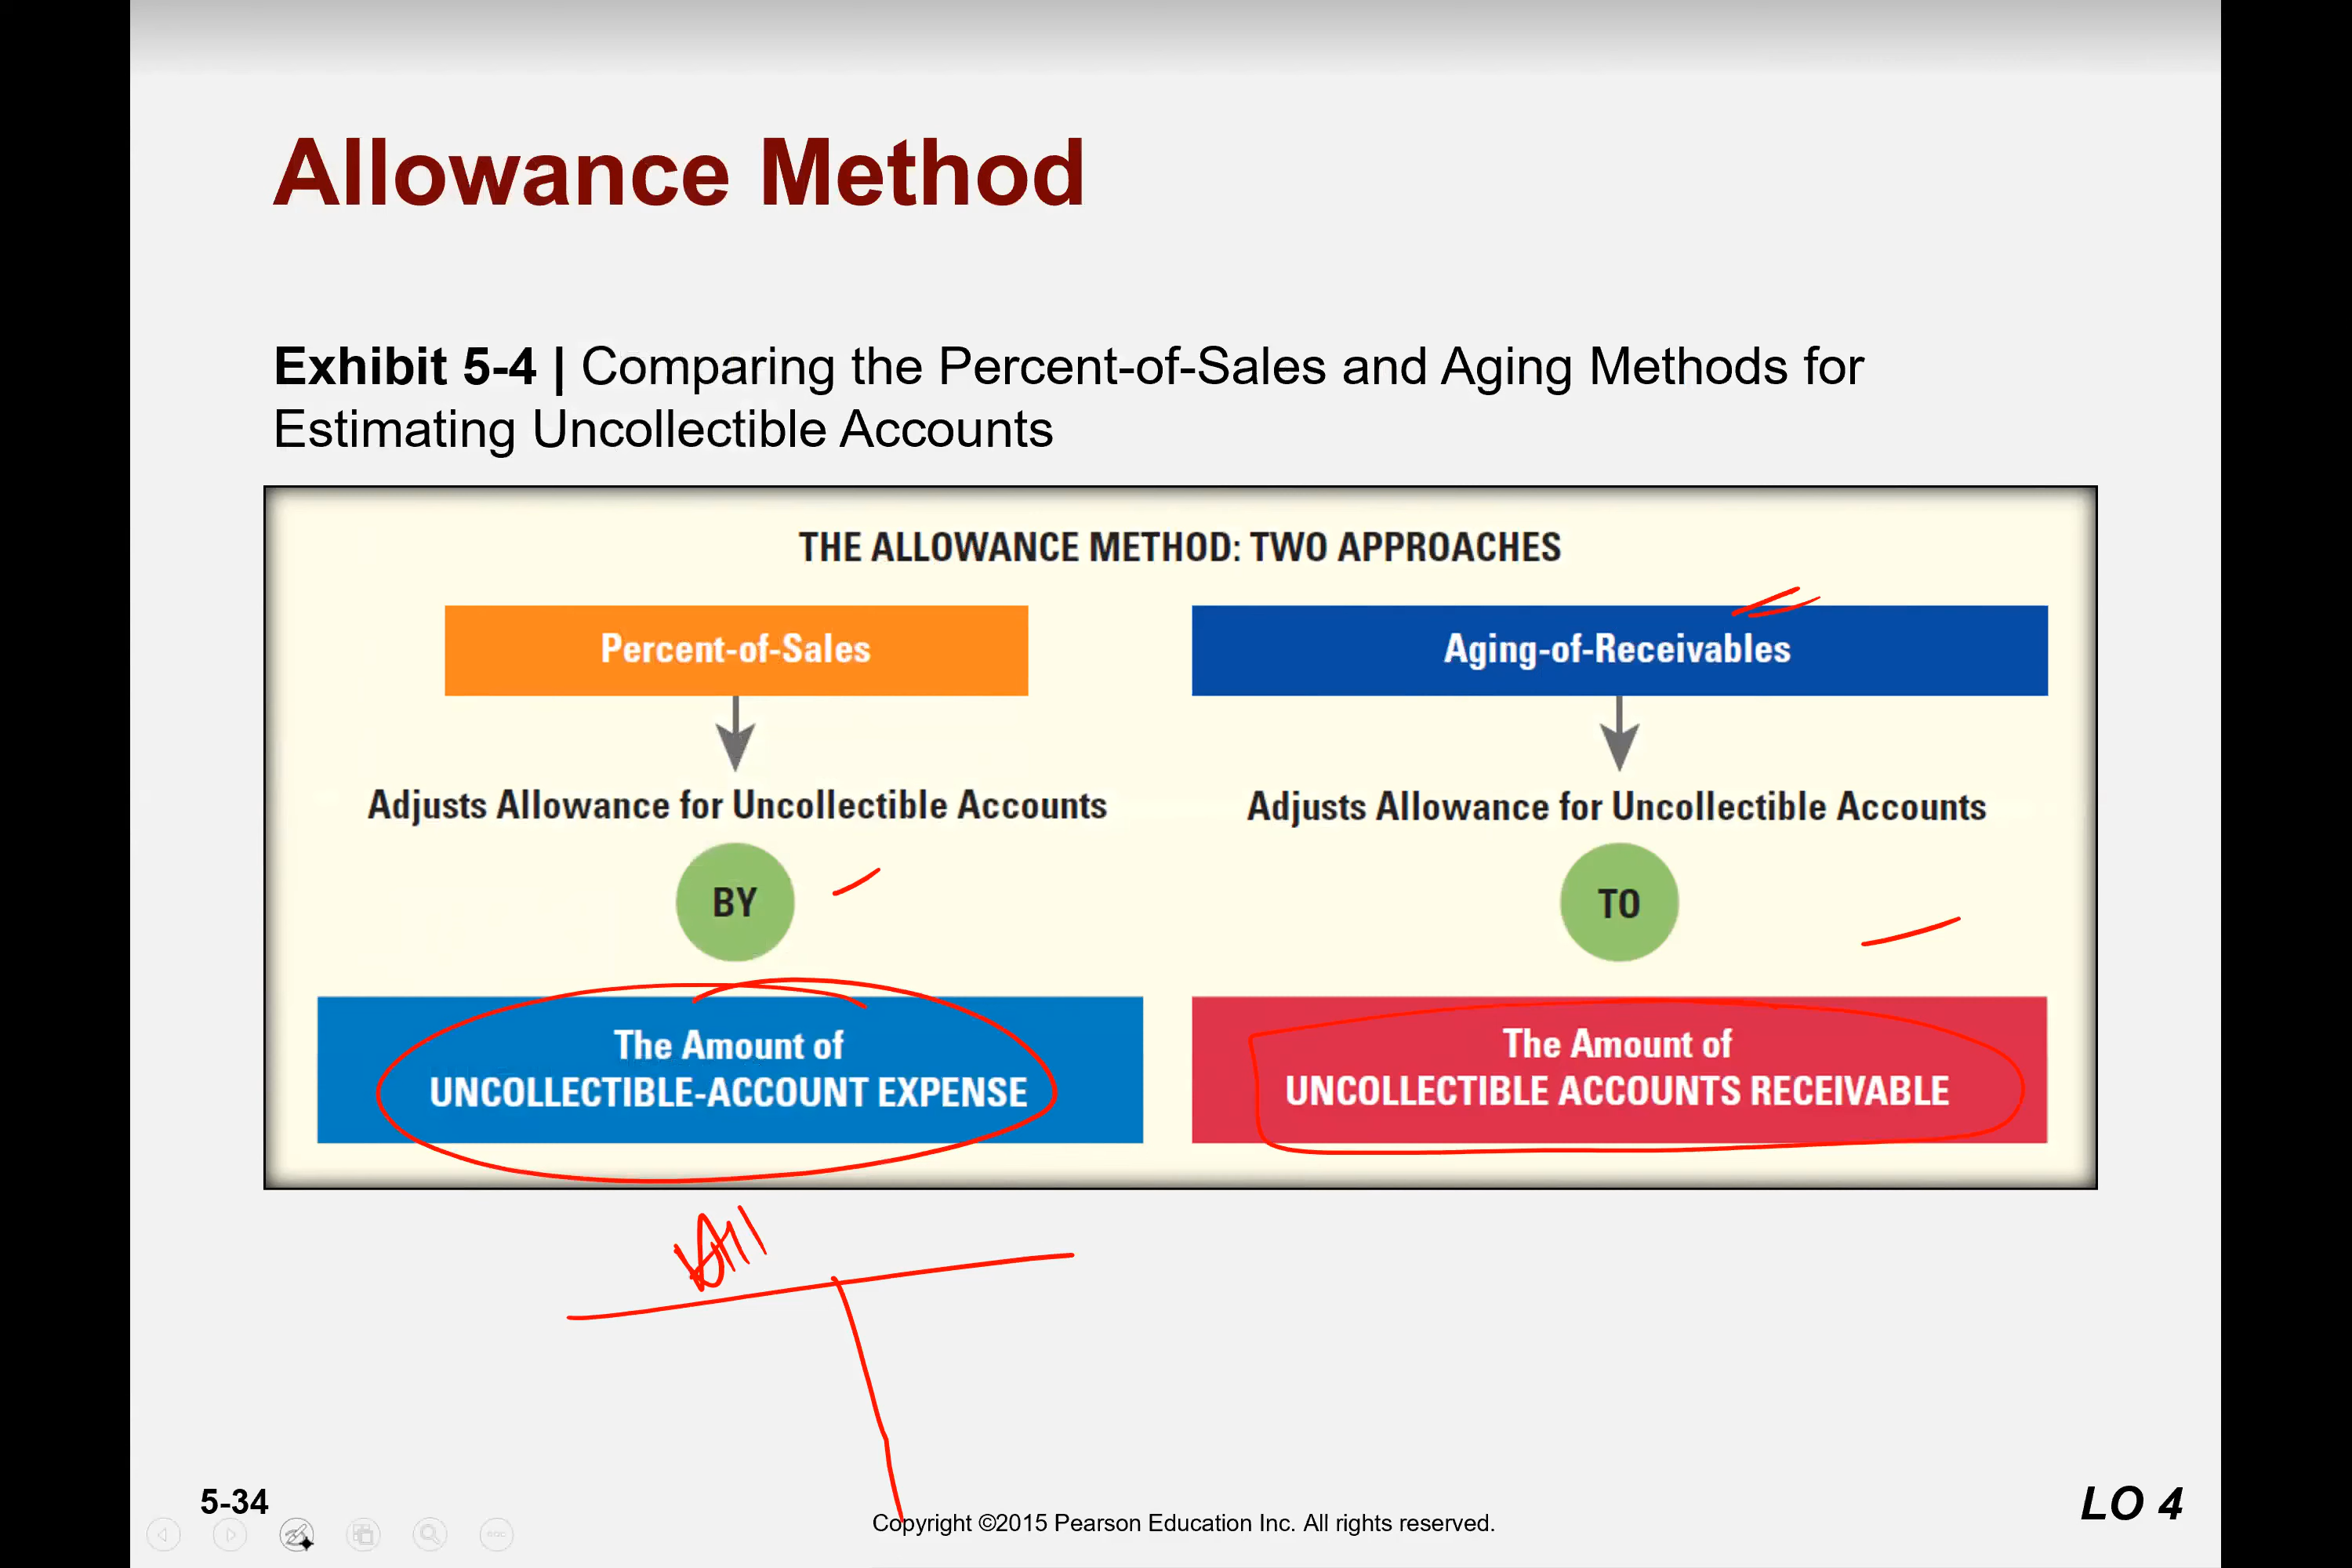 Allowance Method
Exhibit 5-4 | Comparing the Percent-of-Sales and Aging Methods for
Estimating Uncollectible Accounts
THE ALLOWANCE METHOD: TWO APPROACHES
Percent-of-Sales
Adjusts Allowance for Uncollectible Accounts
BY
The Amount of
UNCOLLECTIBLE-ACCOUNT EXPENSE
Aging-of-Receivables
Adjusts Allowance for Uncollectible Accounts
TO
The Amount of
UNCOLLECTIBLE ACCOUNTS RECEIVABLE
5-34
Copyright ©2015 Pearson Education Inc. All rights reserved.
LO 4